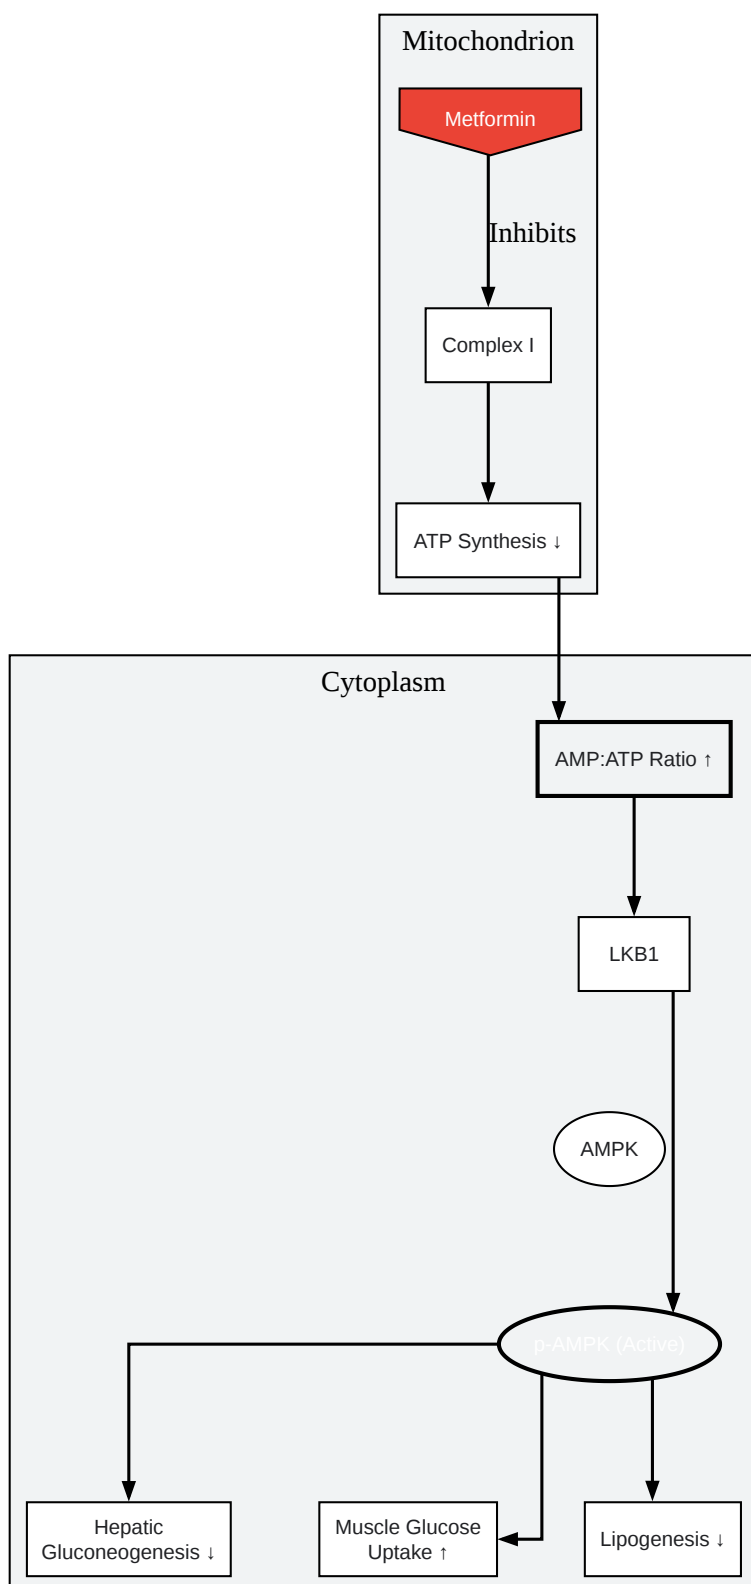 Mitochondrion
Metformin
Inhibits
Complex I
ATP Synthesis ↓
Cytoplasm
AMP:ATP Ratio ↑
LKB1
AMPK
p-AMPK (Active)
Hepatic
Gluconeogenesis ↓
Muscle Glucose
Uptake ↑
Lipogenesis ↓